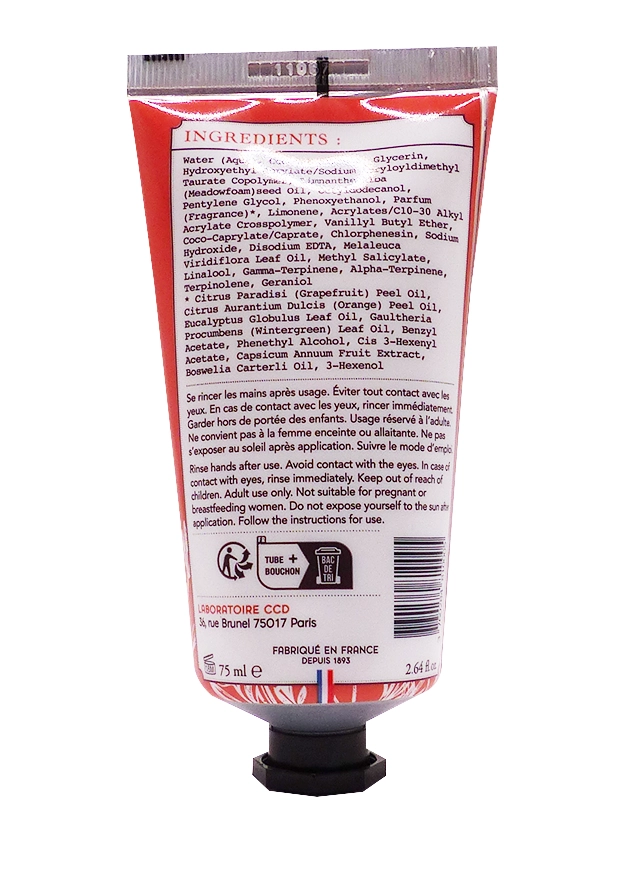 INGREDIENTS :
Water Glycerin,
Taurate
(Meadowfoam)seed Oil,
Pentylene Glycol, Phenoxyethanol, Parfum
(Fragrance)*, Limonene, Acrylates/C10-30 Alkyl
Acrylate Crosspolymer, Vanillyl Butyl Ether,
Coco-Caprylate/Caprate, Chlorphenesin, Sodium
Hydroxide, Disodium EDTA, Melaleuca
Viridiflora Leaf Oil, Methyl Salicylate,
Linalool, Gamma-Terpinene, Alpha-Terpinene,
Terpinolene, Geraniol
* Citrus Paradisi (Grapefruit) Peel Oil,
Citrus Aurantium Dulcis (Orange) Peel Oil,
Eucalyptus Globulus Leaf Oil, Gaultheria
Procumbens (Wintergreen) Leaf Oil, Benzyl
Acetate, Phenethyl Alcohol, Cis 3-Hexenyl
Acetate, Capsicum Annuum Fruit Extract,
Boswelia Carterli Oil, 3-Hexenol
Se rincer les mains après usage. Éviter tout contact avec les
yeux. En cas de contact avec les yeux, rincer immédiatement.
Garder hors de portée des enfants. Usage réservé à l'adulte.
Ne convient pas à la femme enceinte ou allaitante. Ne pas
s'exposer au soleil après application. Suivre le mode d'emploi.
Rinse hands after use. Avoid contact with the eyes. In case of
contact with eyes, rinse immediately. Keep out of reach of
children. Adult use only. Not suitable for pregnant or
breastfeeding women. Do not expose yourself to the sun after
application. Follow the instructions for use.
TUBE +
BOUCHON
BAC
DE
TRI
LABORATOIRE CCD
36, rue Brunel 75017 Paris
FABRIQUÉ EN FRANCE
DEPUIS 1893
75 ml e
2.64 fl oz